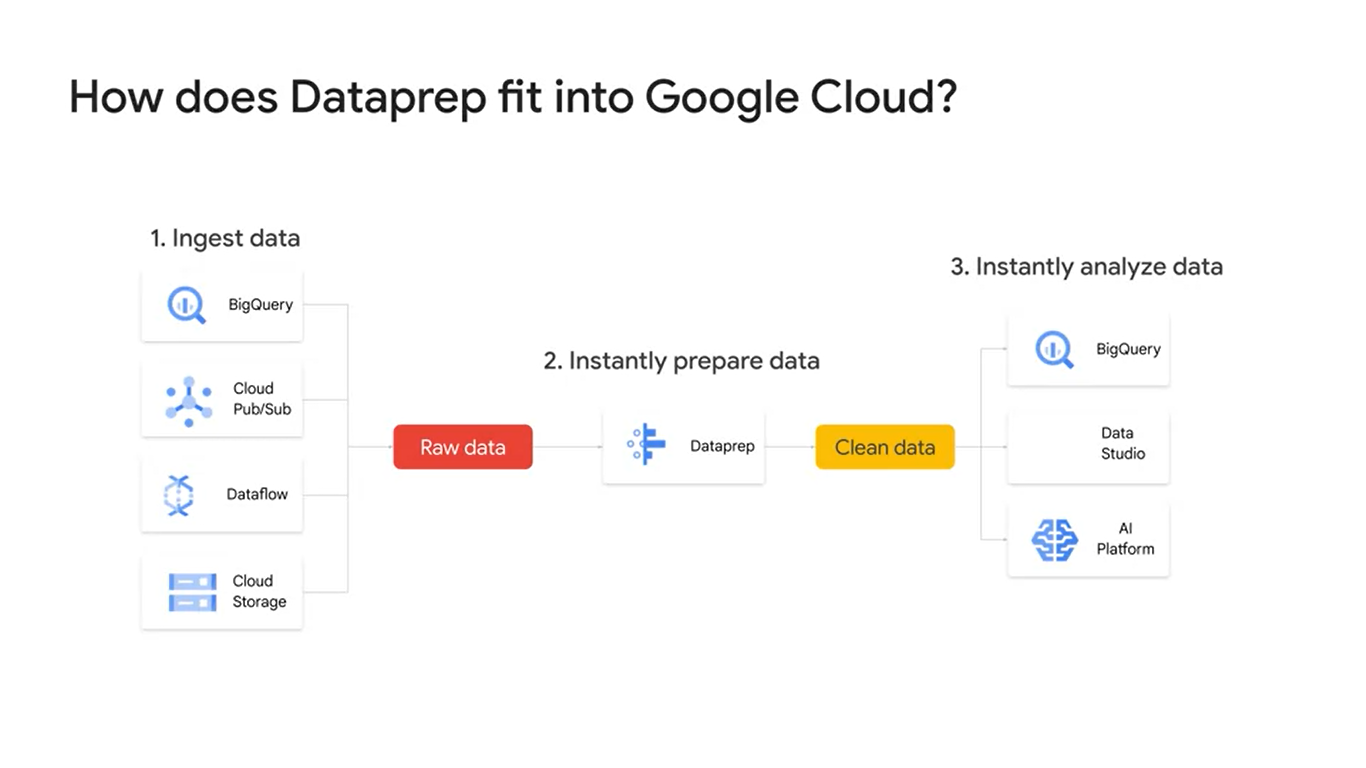 How does Dataprep fit into Google Cloud?
1. Ingest data
BigQuery
Cloud
Pub/Sub
Dataflow
Cloud
Storage
Raw data
2. Instantly prepare data
Dataprep
Clean data
3. Instantly analyze data
BigQuery
Data
Studio
AI
Platform